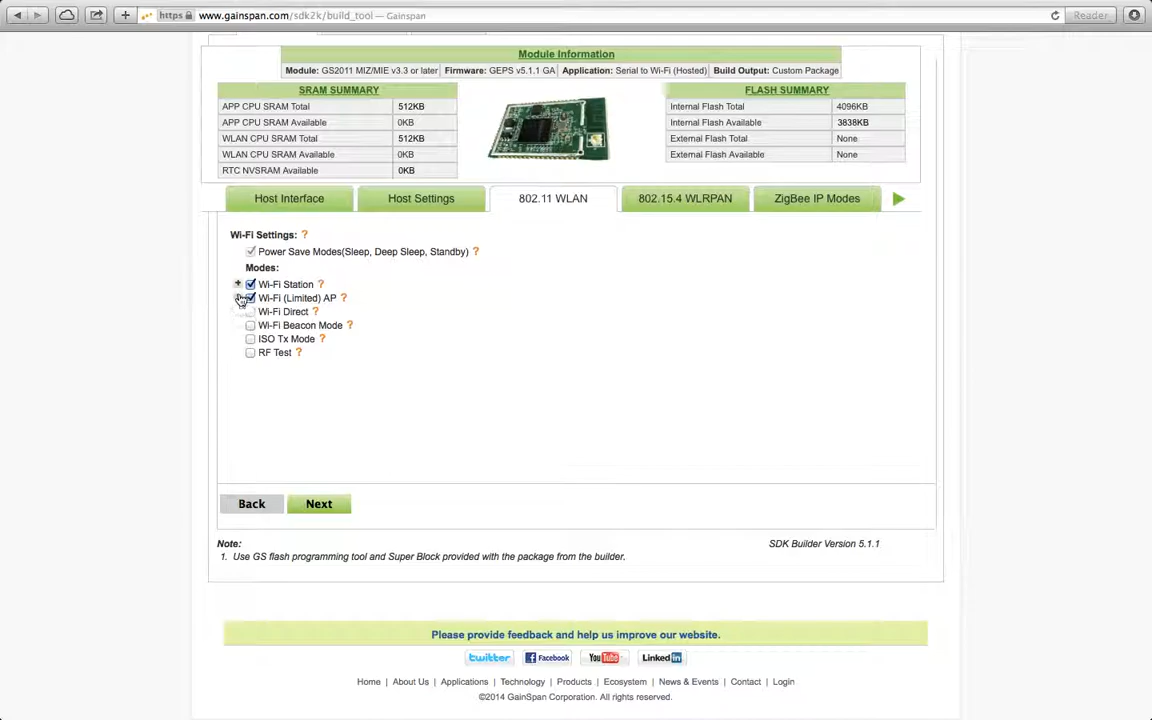 https www.gainspan.com/sdk2k/build_tool — Gainspan Reader
Module Information
Module: GS2011 MIZ/MIE v3.3 or later Firmware: GEPS v5.1.1 GA Application: Serial to Wi-Fi (Hosted) Build Output: Custom Package
SRAM SUMMARY
APP CPU SRAM Total 512KB
APP CPU SRAM Available 0KB
WLAN CPU SRAM Total 512KB
WLAN CPU SRAM Available 0KB
RTC NVSRAM Available 0KB
FLASH SUMMARY
Internal Flash Total 4096KB
Internal Flash Available 3838KB
External Flash Total None
External Flash Available None
Host Interface Host Settings 802.11 WLAN 802.15.4 WLRPAN ZigBee IP Modes
Wi-Fi Settings: ?
Power Save Modes(Sleep, Deep Sleep, Standby) ?
Modes:
Wi-Fi Station ?
Wi-Fi (Limited) AP ?
Wi-Fi Direct ?
Wi-Fi Beacon Mode ?
ISO Tx Mode ?
RF Test ?
Back Next
Note: SDK Builder Version 5.1.1
1. Use GS flash programming tool and Super Block provided with the package from the builder.
Please provide feedback and help us improve our website.
twitter Facebook YouTube LinkedIn
Home | About Us | Applications | Technology | Products | Ecosystem | News & Events | Contact | Login
©2014 GainSpan Corporation. All rights reserved.